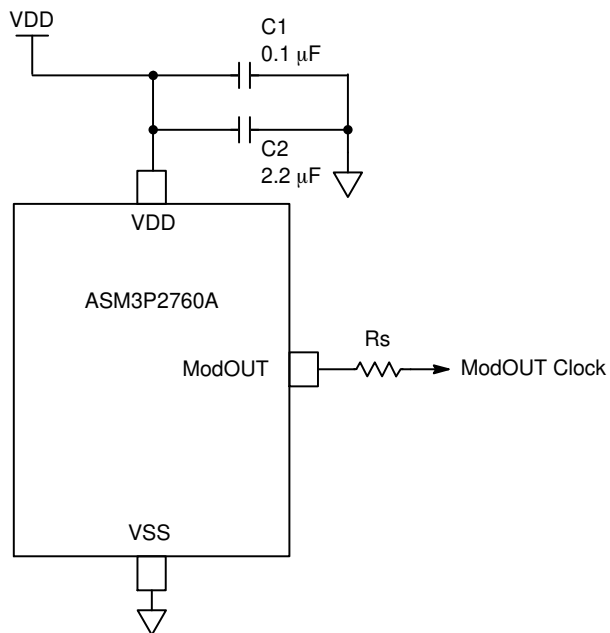 VDD
C1
0.1 μF
C2
2.2 μF
VDD
ASM3P2760A
Rs
ModOUT
ModOUT Clock
VSS